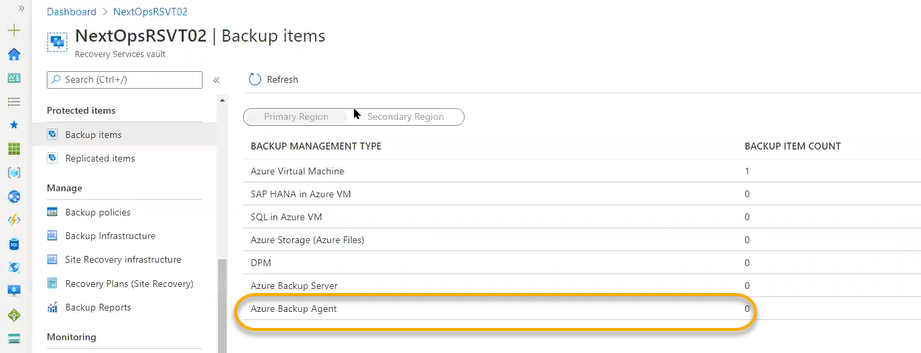 »
Dashboard > NextOpsRSVT02
NextOpsRSVT02 | Backup items
Recovery Services vault
Search (Ctrl+/)
«
Refresh
Protected items
Backup items
Replicated items
Manage
Backup policies
Backup Infrastructure
Site Recovery infrastructure
Recovery Plans (Site Recovery)
Backup Reports
Monitoring
Primary Region Secondary Region
BACKUP MANAGEMENT TYPE BACKUP ITEM COUNT
Azure Virtual Machine 1
SAP HANA in Azure VM 0
SQL in Azure VM 0
Azure Storage (Azure Files) 0
DPM 0
Azure Backup Server 0
Azure Backup Agent 0